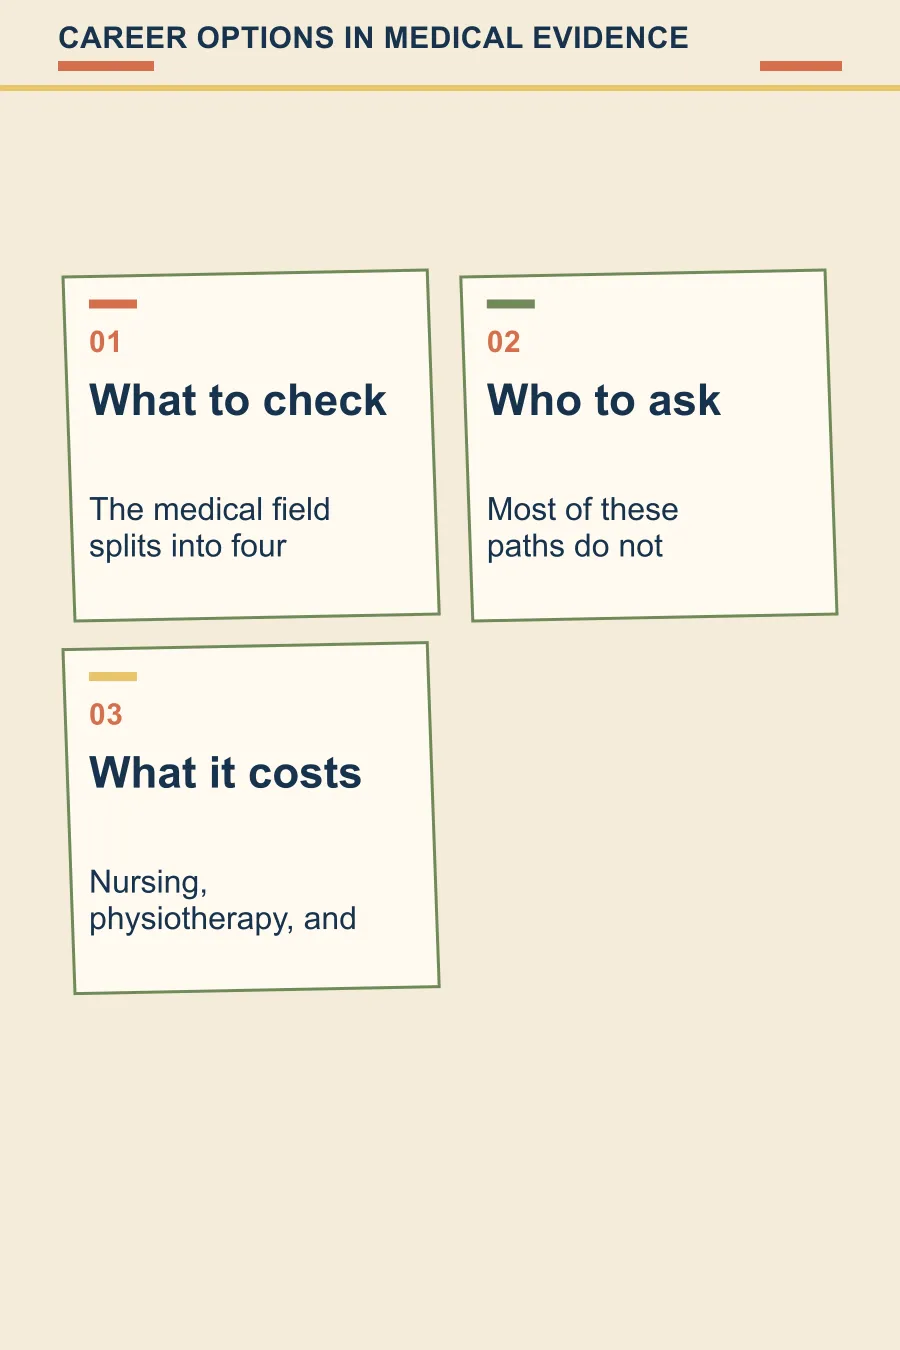 CAREER OPTIONS IN MEDICAL EVIDENCE
01
What to check
The medical field
splits into four
02
Who to ask
Most of these
paths do not
03
What it costs
Nursing,
physiotherapy, and